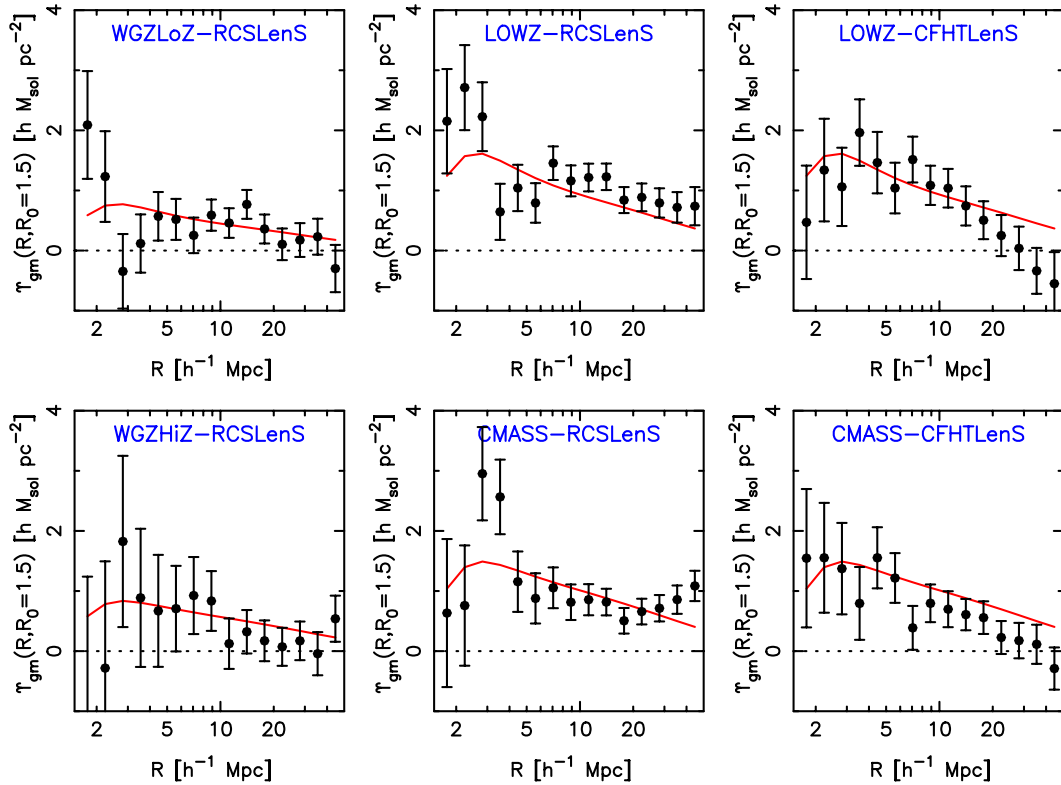 WGZLoZ−RCSLenS
LOWZ−RCSLenS
LOWZ−CFHTLenS
ϒgm(R,R0=1.5) [h Msol pc−2]
ϒgm(R,R0=1.5) [h Msol pc−2]
ϒgm(R,R0=1.5) [h Msol pc−2]
4
2
0
4
2
0
4
2
0
2 5 10 20
2 5 10 20
2 5 10 20
R [h−1 Mpc]
R [h−1 Mpc]
R [h−1 Mpc]
WGZHiZ−RCSLenS
CMASS−RCSLenS
CMASS−CFHTLenS
ϒgm(R,R0=1.5) [h Msol pc−2]
ϒgm(R,R0=1.5) [h Msol pc−2]
ϒgm(R,R0=1.5) [h Msol pc−2]
4
2
0
4
2
0
4
2
0
2 5 10 20
2 5 10 20
2 5 10 20
R [h−1 Mpc]
R [h−1 Mpc]
R [h−1 Mpc]